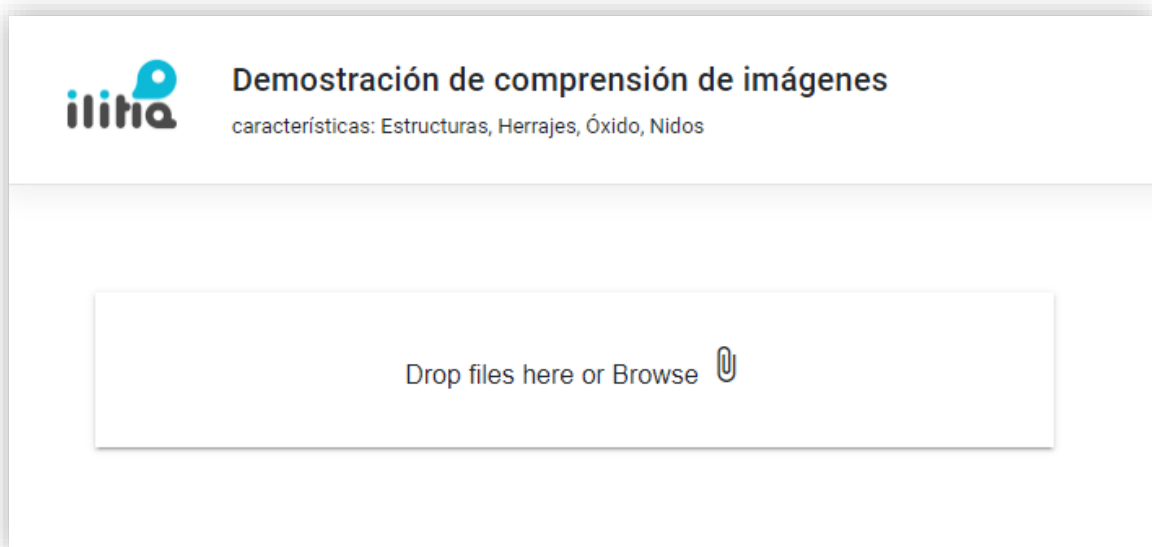 ilitia
Demostración de comprensión de imágenes
características: Estructuras, Herrajes, Óxido, Nidos
Drop files here or Browse